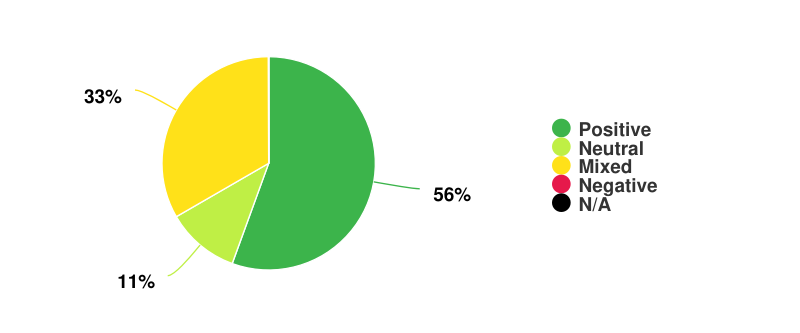 33%
56%
11%
Positive
Neutral
Mixed
Negative
N/A